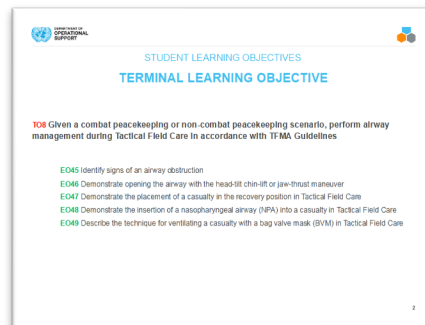 DEPARTMENT OF
OPERATIONAL
SUPPORT
STUDENT LEARNING OBJECTIVES
TERMINAL LEARNING OBJECTIVE
TO8 Given a combat peacekeeping or non-combat peacekeeping scenario, perform airway
management during Tactical Field Care in accordance with TFMA Guidelines
EO45 Identify signs of an airway obstruction
EO46 Demonstrate opening the airway with the head-tilt chin-lift or jaw-thrust maneuver
EO47 Demonstrate the placement of a casualty in the recovery position in Tactical Field Care
EO48 Demonstrate the insertion of a nasopharyngeal airway (NPA) into a casualty in Tactical Field Care
EO49 Describe the technique for ventilating a casualty with a bag valve mask (BVM) in Tactical Field Care
2